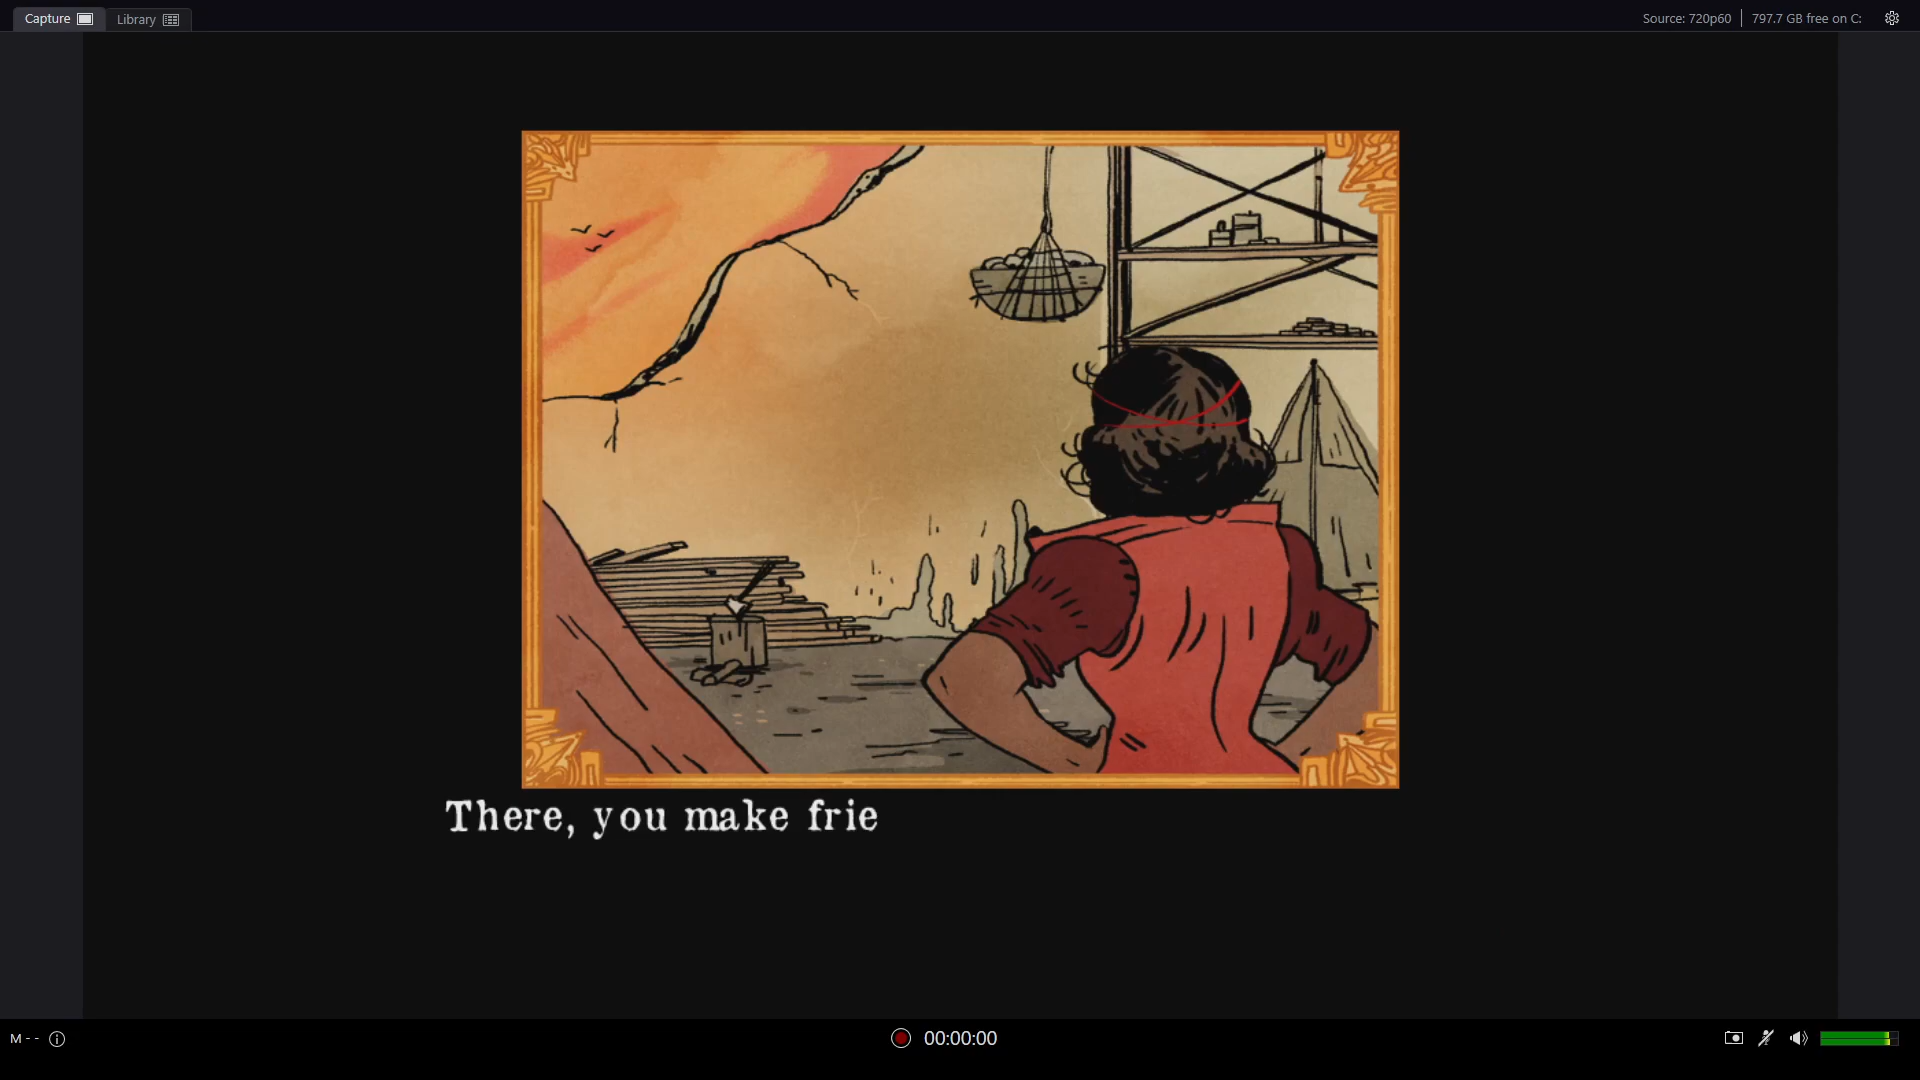 Capture Library Source: 720p60 797.7 GB free on C:
There, you make frie
M - - 00:00:00